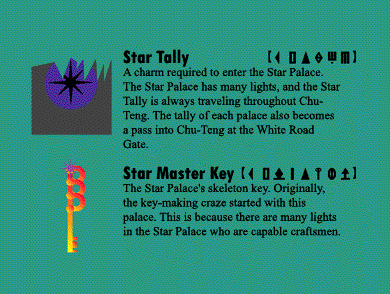 Star Tally
A charm required to enter the Star Palace.
The Star Palace has many lights, and the Star
Tally is always traveling throughout Chu-
Teng. The tally of each palace also becomes
a pass into Chu-Teng at the White Road
Gate.
Star Master Key
The Star Palace's skeleton key. Originally,
the key-making craze started with this
palace. This is because there are many lights
in the Star Palace who are capable craftsmen.